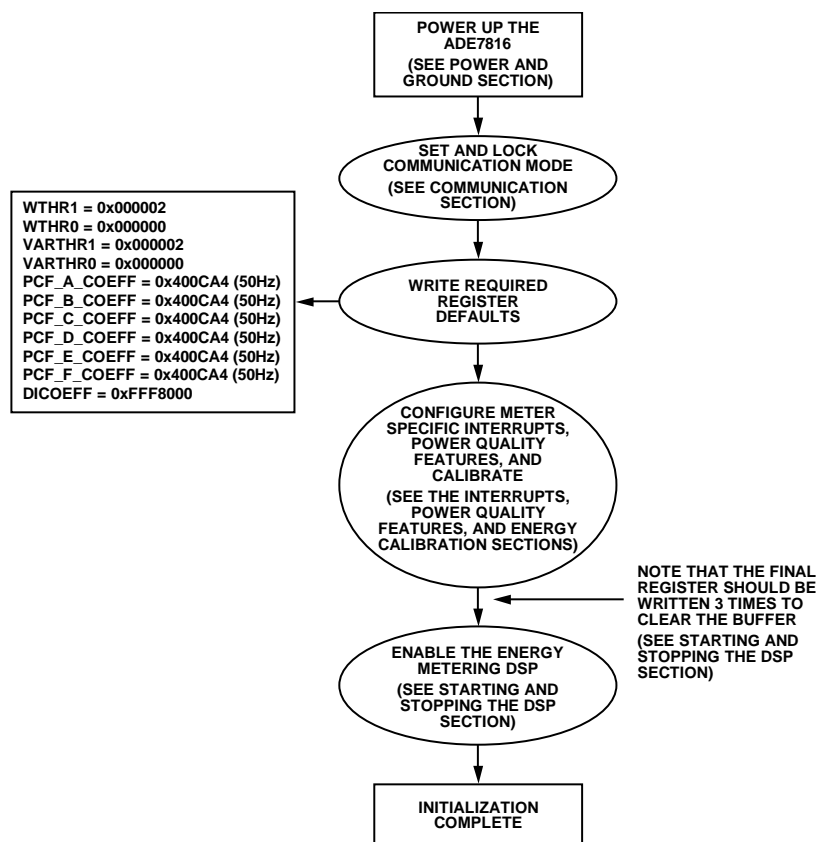 POWER UP THE
ADE7816
(SEE POWER AND
GROUND SECTION)
SET AND LOCK
COMMUNICATION MODE
(SEE COMMUNICATION
SECTION)
WTHR1 = 0x000002
WTHR0 = 0x000000
VARTHR1 = 0x000002
VARTHR0 = 0x000000
PCF_A_COEFF = 0x400CA4 (50Hz)
PCF_B_COEFF = 0x400CA4 (50Hz)
PCF_C_COEFF = 0x400CA4 (50Hz)
PCF_D_COEFF = 0x400CA4 (50Hz)
PCF_E_COEFF = 0x400CA4 (50Hz)
PCF_F_COEFF = 0x400CA4 (50Hz)
DICOEFF = 0xFFF8000
WRITE REQUIRED
REGISTER
DEFAULTS
CONFIGURE METER
SPECIFIC INTERRUPTS,
POWER QUALITY
FEATURES, AND
CALIBRATE
(SEE THE INTERRUPTS,
POWER QUALITY
FEATURES, AND ENERGY
CALIBRATION SECTIONS)
NOTE THAT THE FINAL
REGISTER SHOULD BE
WRITTEN 3 TIMES TO
CLEAR THE BUFFER
(SEE STARTING AND
STOPPING THE DSP
SECTION)
ENABLE THE ENERGY
METERING DSP
(SEE STARTING AND
STOPPING THE DSP
SECTION)
INITIALIZATION
COMPLETE